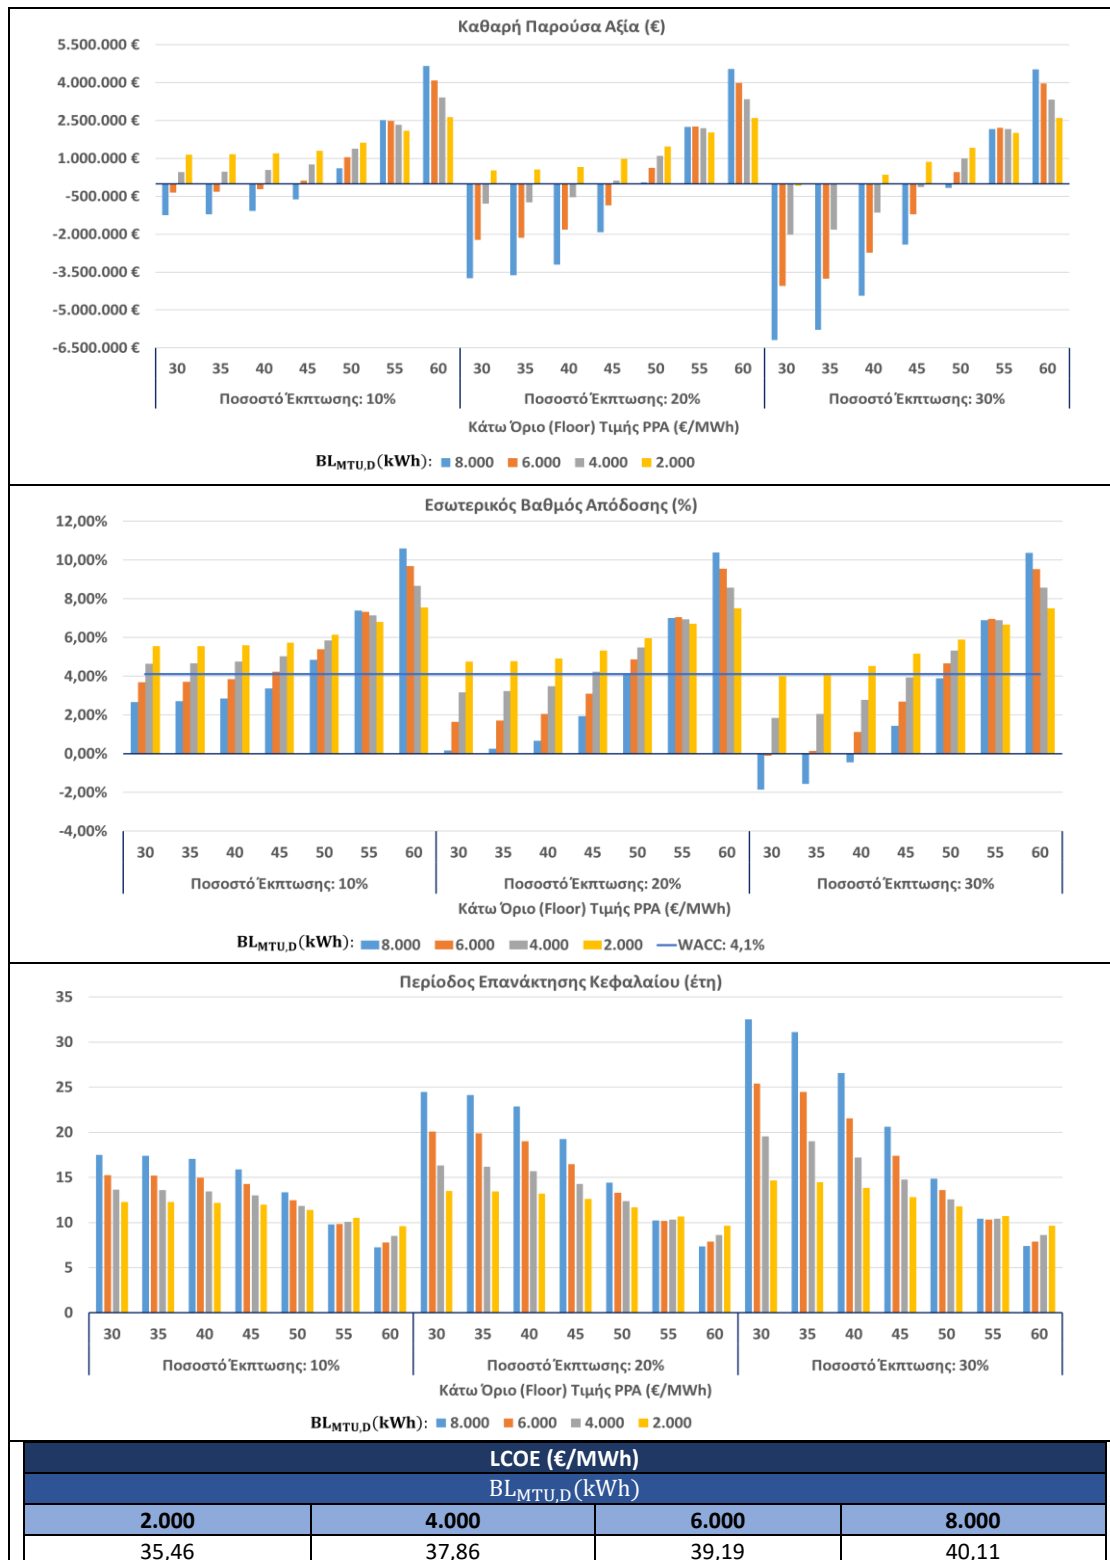 Καθαρή Παρούσα Αξία (€)
5.500.000 €
4.000.000 €
2.500.000 €
1.000.000 €
-500.000 €
-2.000.000 €
-3.500.000 €
-5.000.000 €
-6.500.000 €
30 35 40 45 50 55 60 30 35 40 45 50 55 60 30 35 40 45 50 55 60
Ποσοστό Έκπτωσης: 10% Ποσοστό Έκπτωσης: 20% Ποσοστό Έκπτωσης: 30%
Κάτω Όριο (Floor) Τιμής PPA (€/MWh)
BL_MTU,D(kWh): 8.000 6.000 4.000 2.000
Εσωτερικός Βαθμός Απόδοσης (%)
12,00%
10,00%
8,00%
6,00%
4,00%
2,00%
0,00%
-2,00%
-4,00%
30 35 40 45 50 55 60 30 35 40 45 50 55 60 30 35 40 45 50 55 60
Ποσοστό Έκπτωσης: 10% Ποσοστό Έκπτωσης: 20% Ποσοστό Έκπτωσης: 30%
Κάτω Όριο (Floor) Τιμής PPA (€/MWh)
BL_MTU,D(kWh): 8.000 6.000 4.000 2.000 WACC: 4,1%
Περίοδος Επανάκτησης Κεφαλαίου (έτη)
35
30
25
20
15
10
5
0
30 35 40 45 50 55 60 30 35 40 45 50 55 60 30 35 40 45 50 55 60
Ποσοστό Έκπτωσης: 10% Ποσοστό Έκπτωσης: 20% Ποσοστό Έκπτωσης: 30%
Κάτω Όριο (Floor) Τιμής PPA (€/MWh)
BL_MTU,D(kWh): 8.000 6.000 4.000 2.000
LCOE (€/MWh)
BL_MTU,D(kWh)
2.000 4.000 6.000 8.000
35,46 37,86 39,19 40,11